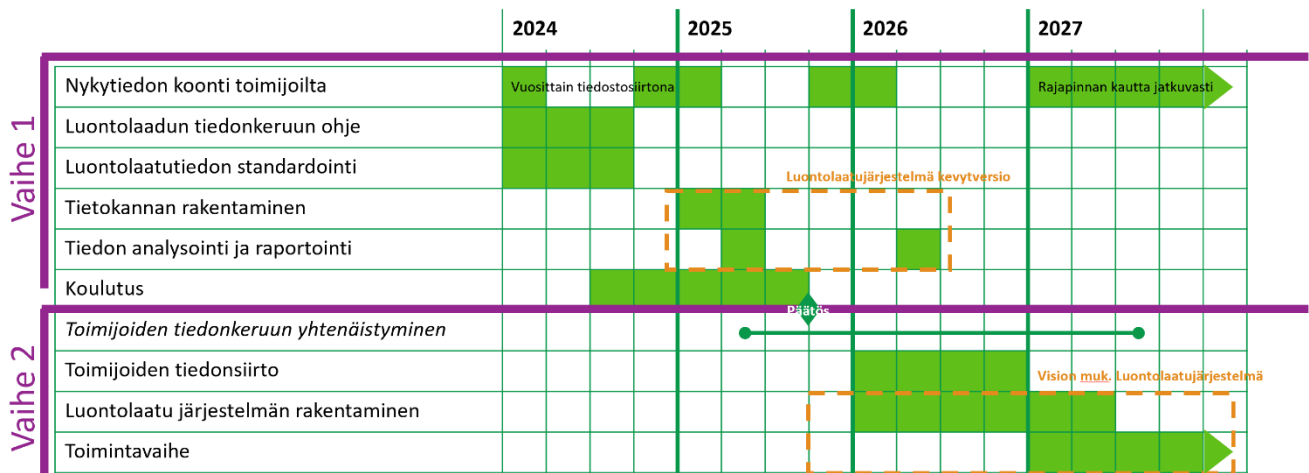 2024 2025 2026 2027
Vaihe 1
Nykytiedon koonti toimijoilta
Vuosittain tiedostosiirtona
Rajapinnan kautta jatkuvasti
Luontolaadun tiedonkeruun ohje
Luontolaatutiedon standardointi
Luontolaatujärjestelmä kevytversio
Tietokannan rakentaminen
Tiedon analysointi ja raportointi
Koulutus
Päätös
Vaihe 2
Toimijoiden tiedonkeruun yhtenäistyminen
Toimijoiden tiedonsiirto
Vision muk. Luontolaatujärjestelmä
Luontolaatu järjestelmän rakentaminen
Toimintavaihe